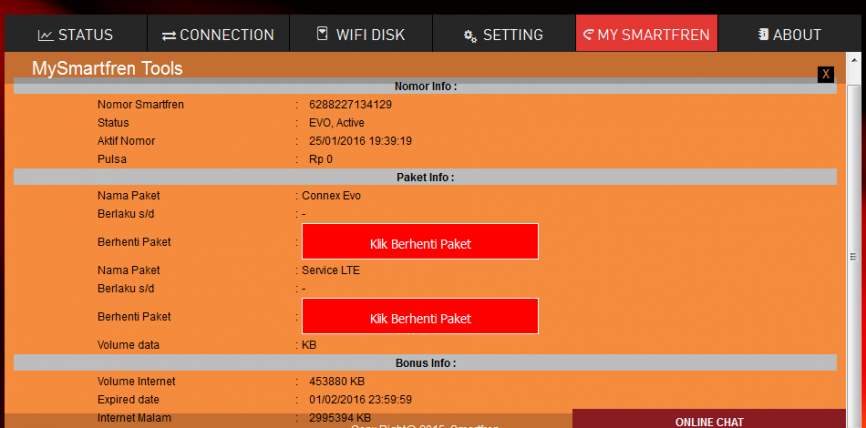 STATUS CONNECTION WIFI DISK SETTING MY SMARTFREN ABOUT
MySmartfren Tools X
Nomor Info :
Nomor Smartfren : 6288227134129
Status : EVO, Active
Aktif Nomor : 25/01/2016 19:39:19
Pulsa : Rp 0
Paket Info :
Nama Paket : Connex Evo
Berlaku s/d : -
Berhenti Paket : Klik Berhenti Paket
Nama Paket : Service LTE
Berlaku s/d : -
Berhenti Paket : Klik Berhenti Paket
Volume data : KB
Bonus Info :
Volume Internet : 453880 KB
Expired date : 01/02/2016 23:59:59
Internet Malam : 2995394 KB
CopyRight© 2015, Smartfren
ONLINE CHAT